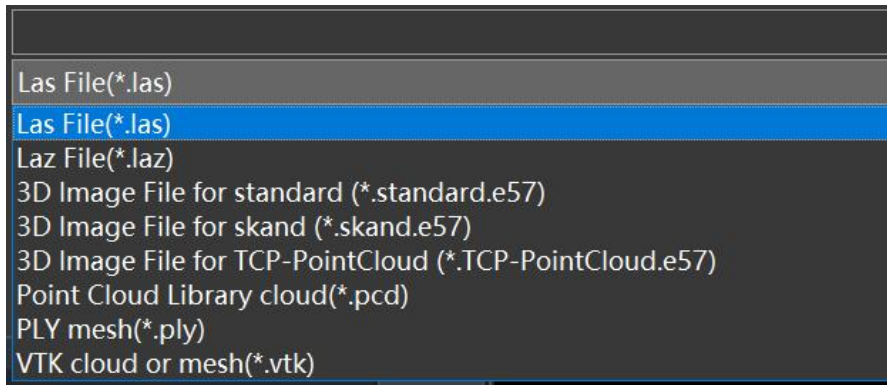 Las File(*.las)
Las File(*.las)
Laz File(*.laz)
3D Image File for standard (*.standard.e57)
3D Image File for skand (*.skand.e57)
3D Image File for TCP-PointCloud (*.TCP-PointCloud.e57)
Point Cloud Library cloud(*.pcd)
PLY mesh(*.ply)
VTK cloud or mesh(*.vtk)